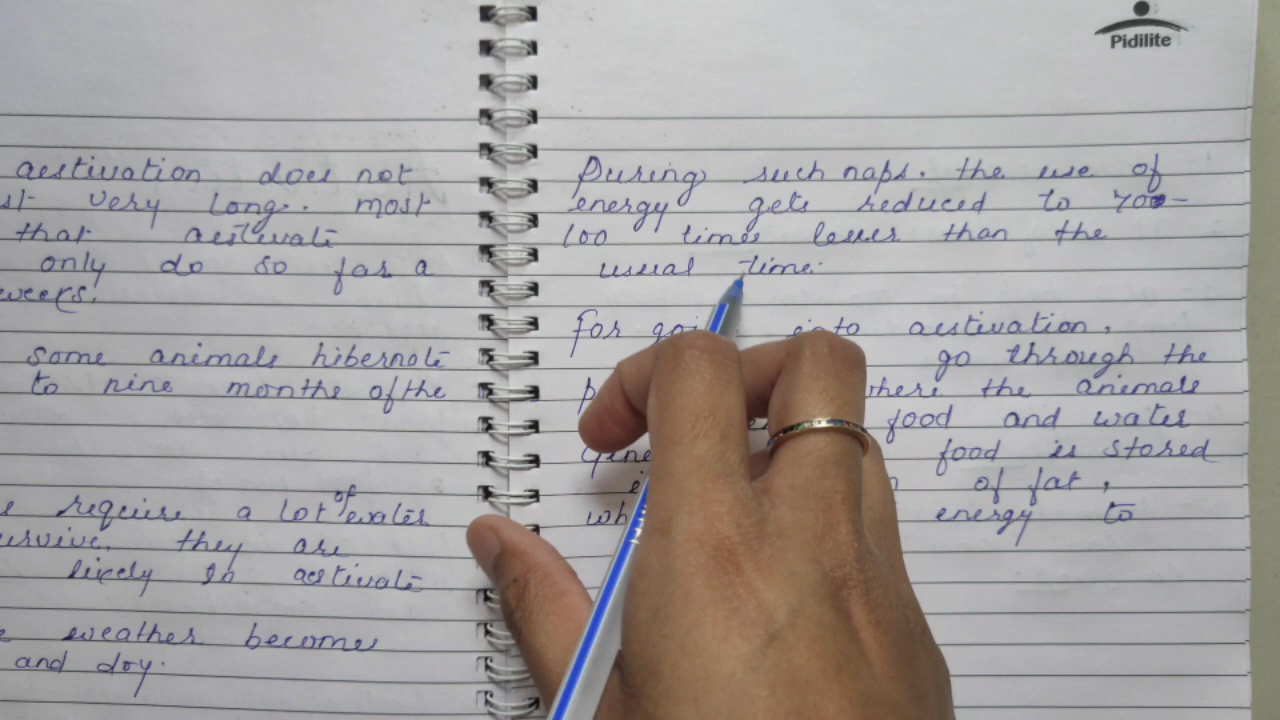 aestivation does not
st very long. most
that aestivate
only do so for a
weeks.
some animals hibernate
to nine months of the
require a lot of water
they are
likely to aestivate
weather become
and dry.
Pidilite
During such naps. the use of
energy gets reduced to 70-
100 times lesser than the
usual time.
for into aestivation,
go through the
where the animals
food and water
food is stored
of fat,
energy to